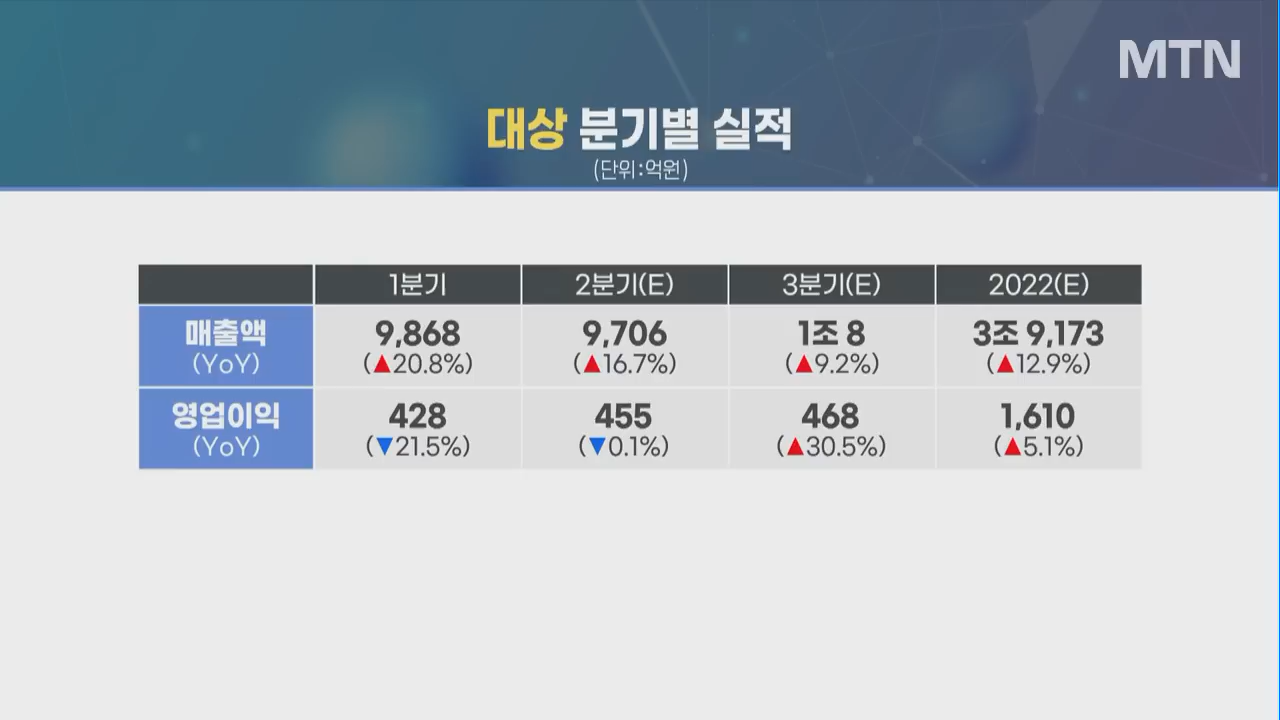 MTN
대상 분기별 실적
(단위:억원)
1분기 2분기(E) 3분기(E) 2022(E)
매출액 9,868 9,706 1조 8 3조 9,173
(YoY) (▲20.8%) (▲16.7%) (▲9.2%) (▲12.9%)
영업이익 428 455 468 1,610
(YoY) (▼21.5%) (▼0.1%) (▲30.5%) (▲5.1%)